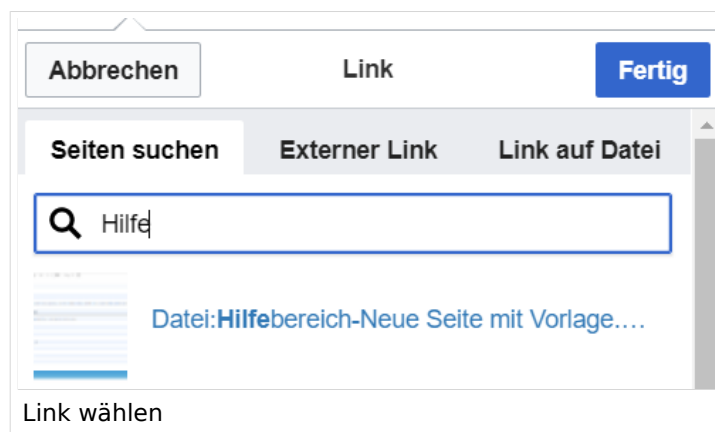 Abbrechen Link Fertig
Seiten suchen Externer Link Link auf Datei
Hilfe
Datei:Hilfebereich-Neue Seite mit Vorlage....
Link wählen